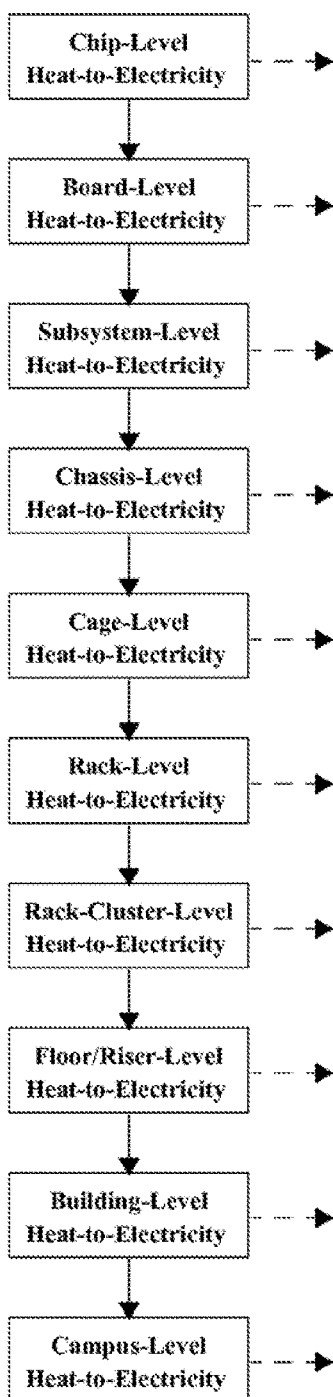 Chip-Level
Heat-to-Electricity
Board-Level
Heat-to-Electricity
Subsystem-Level
Heat-to-Electricity
Chassis-Level
Heat-to-Electricity
Cage-Level
Heat-to-Electricity
Rack-Level
Heat-to-Electricity
Rack-Cluster-Level
Heat-to-Electricity
Floor/Riser-Level
Heat-to-Electricity
Building-Level
Heat-to-Electricity
Campus-Level
Heat-to-Electricity